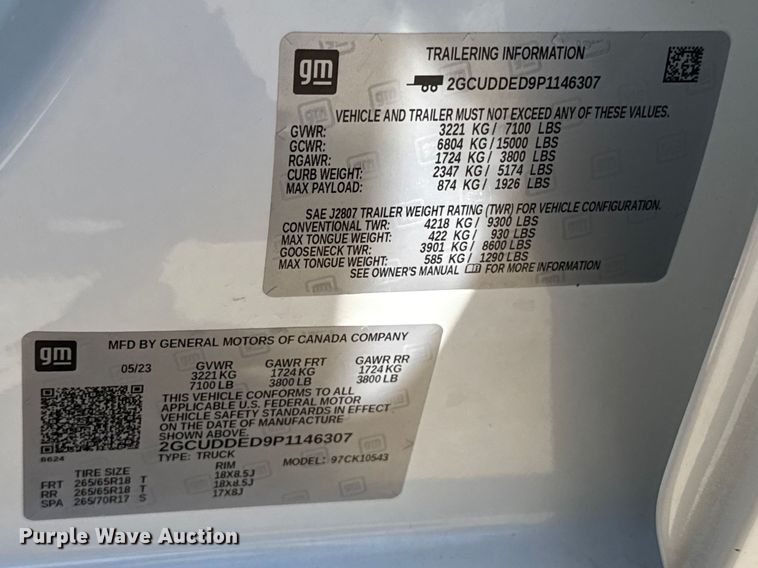 gm
TRAILERING INFORMATION
2GCUDDED9P1146307
VEHICLE AND TRAILER MUST NOT EXCEED ANY OF THESE VALUES.
GVWR: 3221 KG / 7100 LBS
GCWR: 6804 KG / 15000 LBS
RGAWR: 1724 KG / 3800 LBS
CURB WEIGHT: 2347 KG / 5174 LBS
MAX PAYLOAD: 874 KG / 1926 LBS
SAE J2807 TRAILER WEIGHT RATING (TWR) FOR VEHICLE CONFIGURATION.
CONVENTIONAL TWR: 4218 KG / 9300 LBS
MAX TONGUE WEIGHT: 422 KG / 930 LBS
GOOSENECK TWR: 3901 KG / 8600 LBS
MAX TONGUE WEIGHT: 585 KG / 1290 LBS
SEE OWNER'S MANUAL FOR MORE INFORMATION
gm
MFD BY GENERAL MOTORS OF CANADA COMPANY
05/23 GVWR GAWR FRT GAWR RR
3221 KG 1724 KG 1724 KG
7100 LB 3800 LB 3800 LB
THIS VEHICLE CONFORMS TO ALL
APPLICABLE U.S. FEDERAL MOTOR
VEHICLE SAFETY STANDARDS IN EFFECT
ON THE DATE OF MANUFACTURE
SHOWN ABOVE.
2GCUDDED9P1146307
8624
TYPE: TRUCK MODEL: 97CK10543
TIRE SIZE RIM
FRT 265/65R18 T 18X8.5J
RR 265/65R18 T 18X8.5J
SPA 265/70R17 S 17X8J
Purple Wave Auction